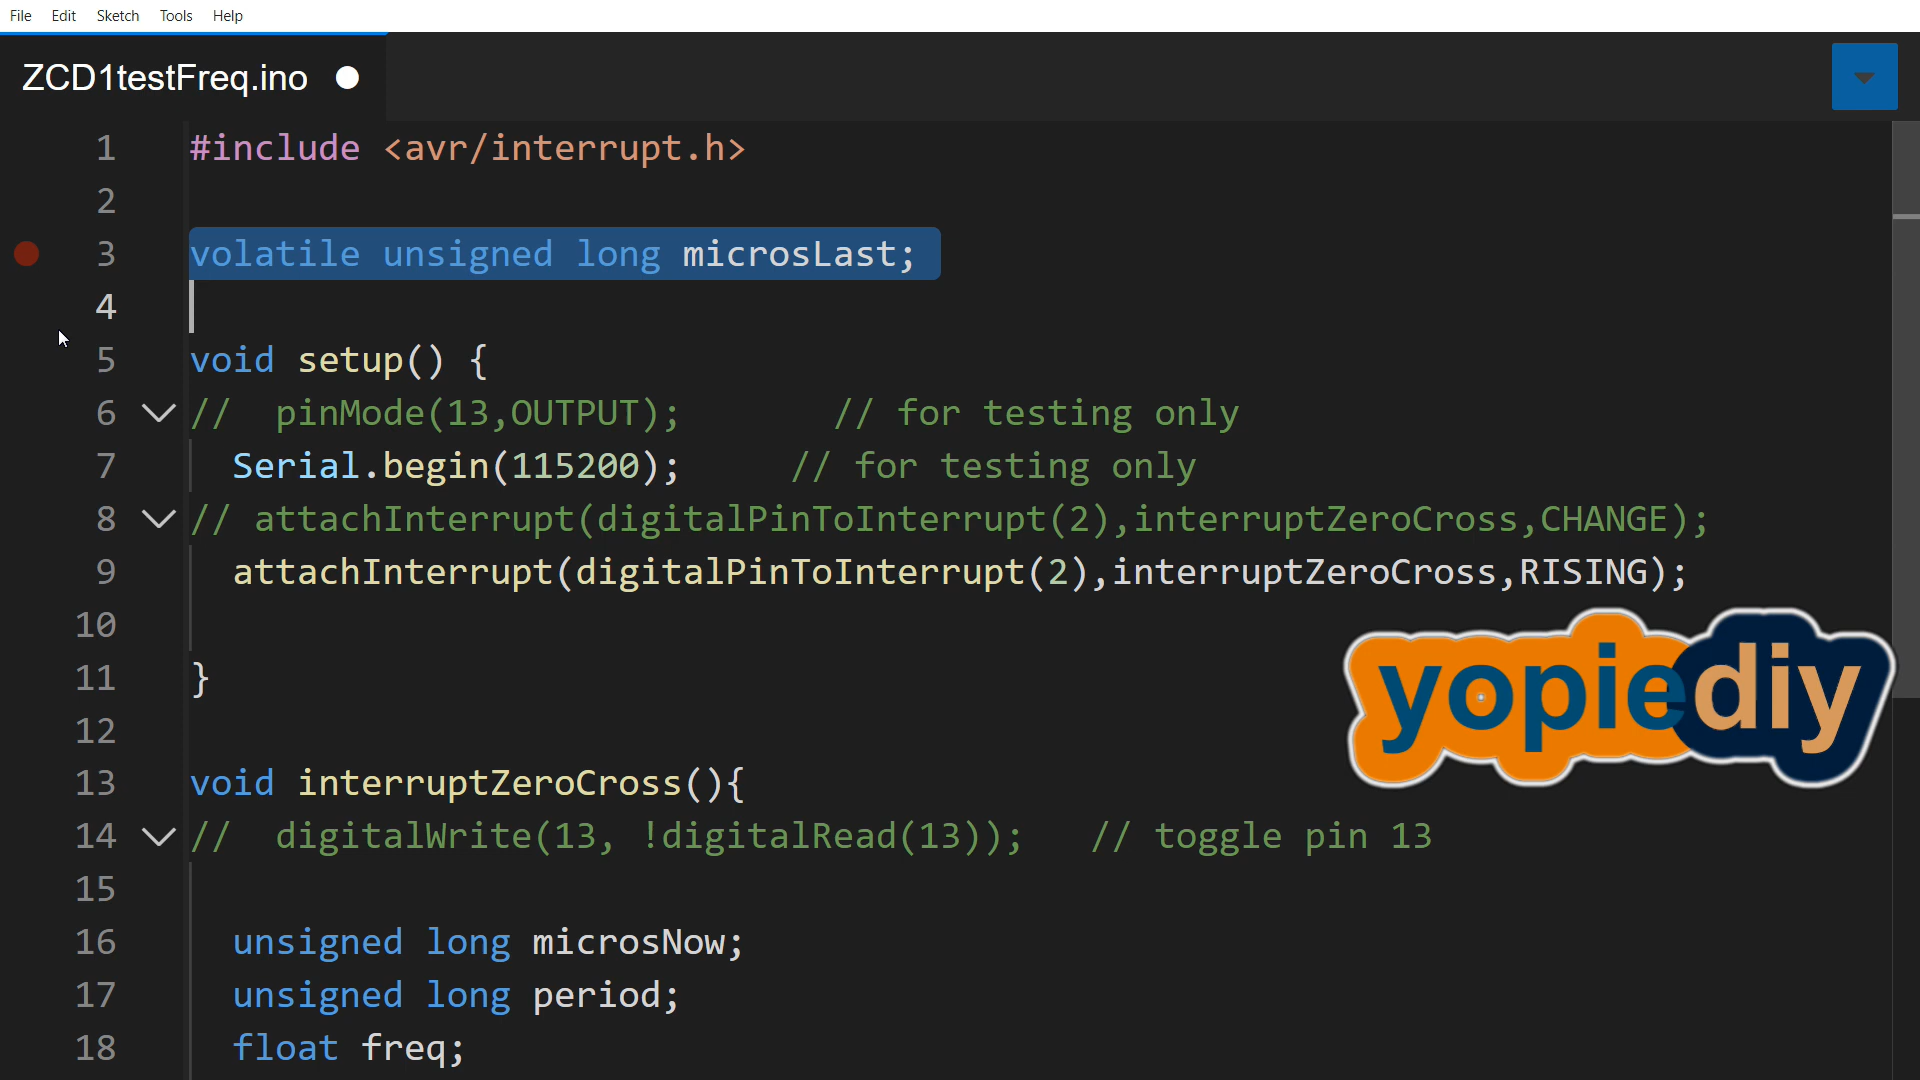 File Edit Sketch Tools Help
ZCD1testFreq.ino
1 #include <avr/interrupt.h>
2
3 volatile unsigned long microsLast;
4
5 void setup() {
6 //  pinMode(13,OUTPUT);       // for testing only
7   Serial.begin(115200);     // for testing only
8 // attachInterrupt(digitalPinToInterrupt(2),interruptZeroCross,CHANGE);
9   attachInterrupt(digitalPinToInterrupt(2),interruptZeroCross,RISING);
10
11 }
12
13 void interruptZeroCross(){
14 //  digitalWrite(13, !digitalRead(13));   // toggle pin 13
15
16   unsigned long microsNow;
17   unsigned long period;
18   float freq;
yopiediy